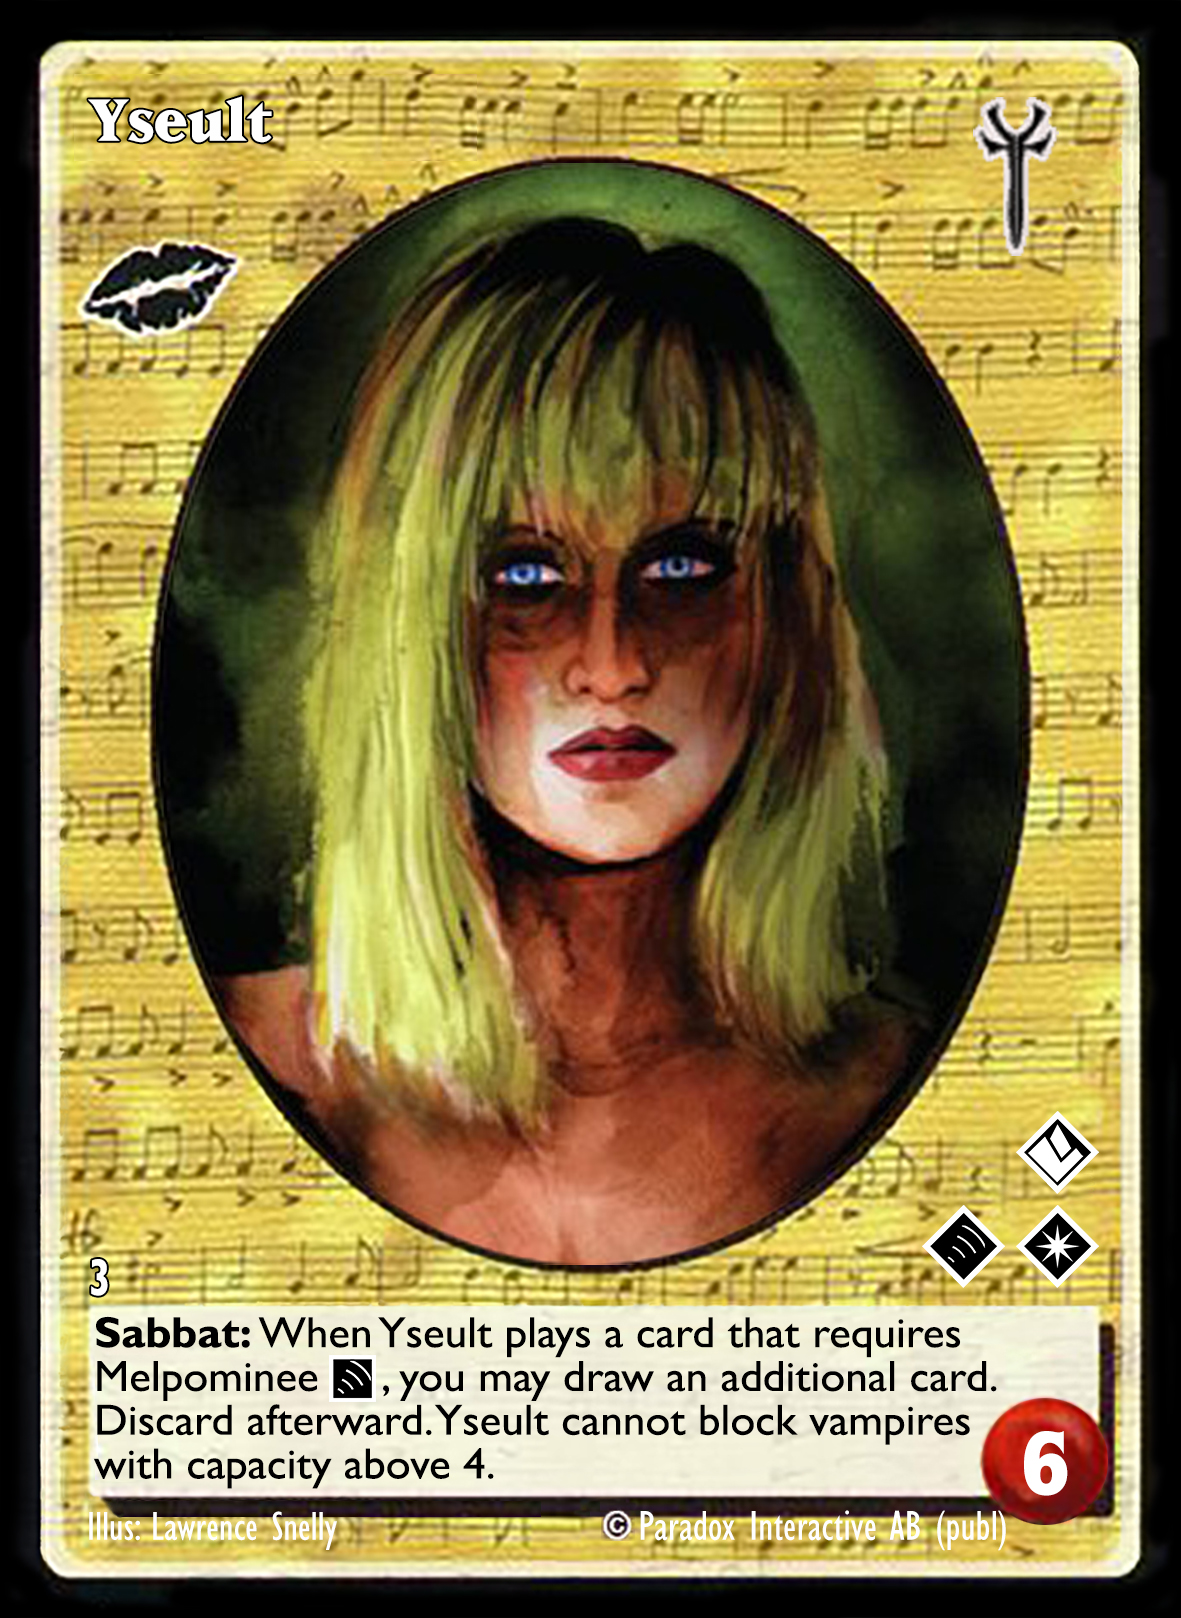 Yseult
3
Sabbat: When Yseult plays a card that requires
Melpominee , you may draw an additional card.
Discard afterward. Yseult cannot block vampires
with capacity above 4.
6
Illus: Lawrence Snelly
© Paradox Interactive AB (publ)